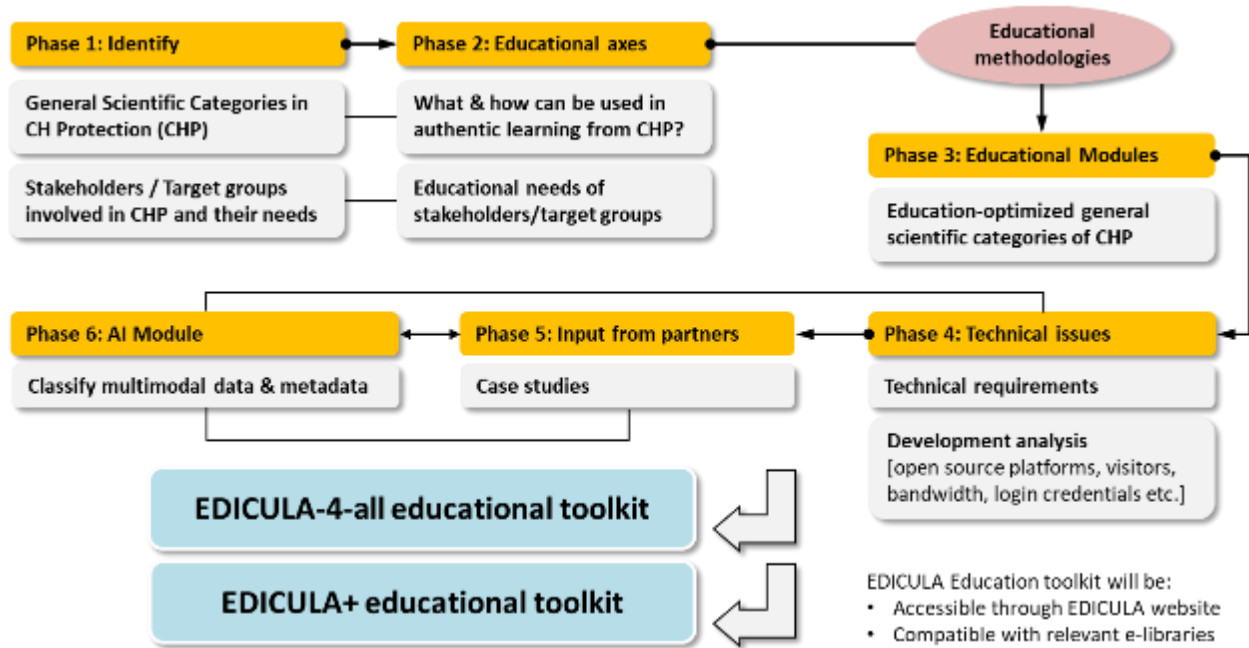 Phase 1: Identify
General Scientific Categories in
CH Protection (CHP)
Stakeholders / Target groups
involved in CHP and their needs
Phase 2: Educational axes
What & how can be used in
authentic learning from CHP?
Educational needs of
stakeholders/target groups
Educational
methodologies
Phase 3: Educational Modules
Education-optimized general
scientific categories of CHP
Phase 4: Technical issues
Technical requirements
Development analysis
[open source platforms, visitors,
bandwidth, login credentials etc.]
Phase 5: Input from partners
Case studies
Phase 6: AI Module
Classify multimodal data & metadata
EDICULA-4-all educational toolkit
EDICULA+ educational toolkit
EDICULA Education toolkit will be:
• Accessible through EDICULA website
• Compatible with relevant e-libraries